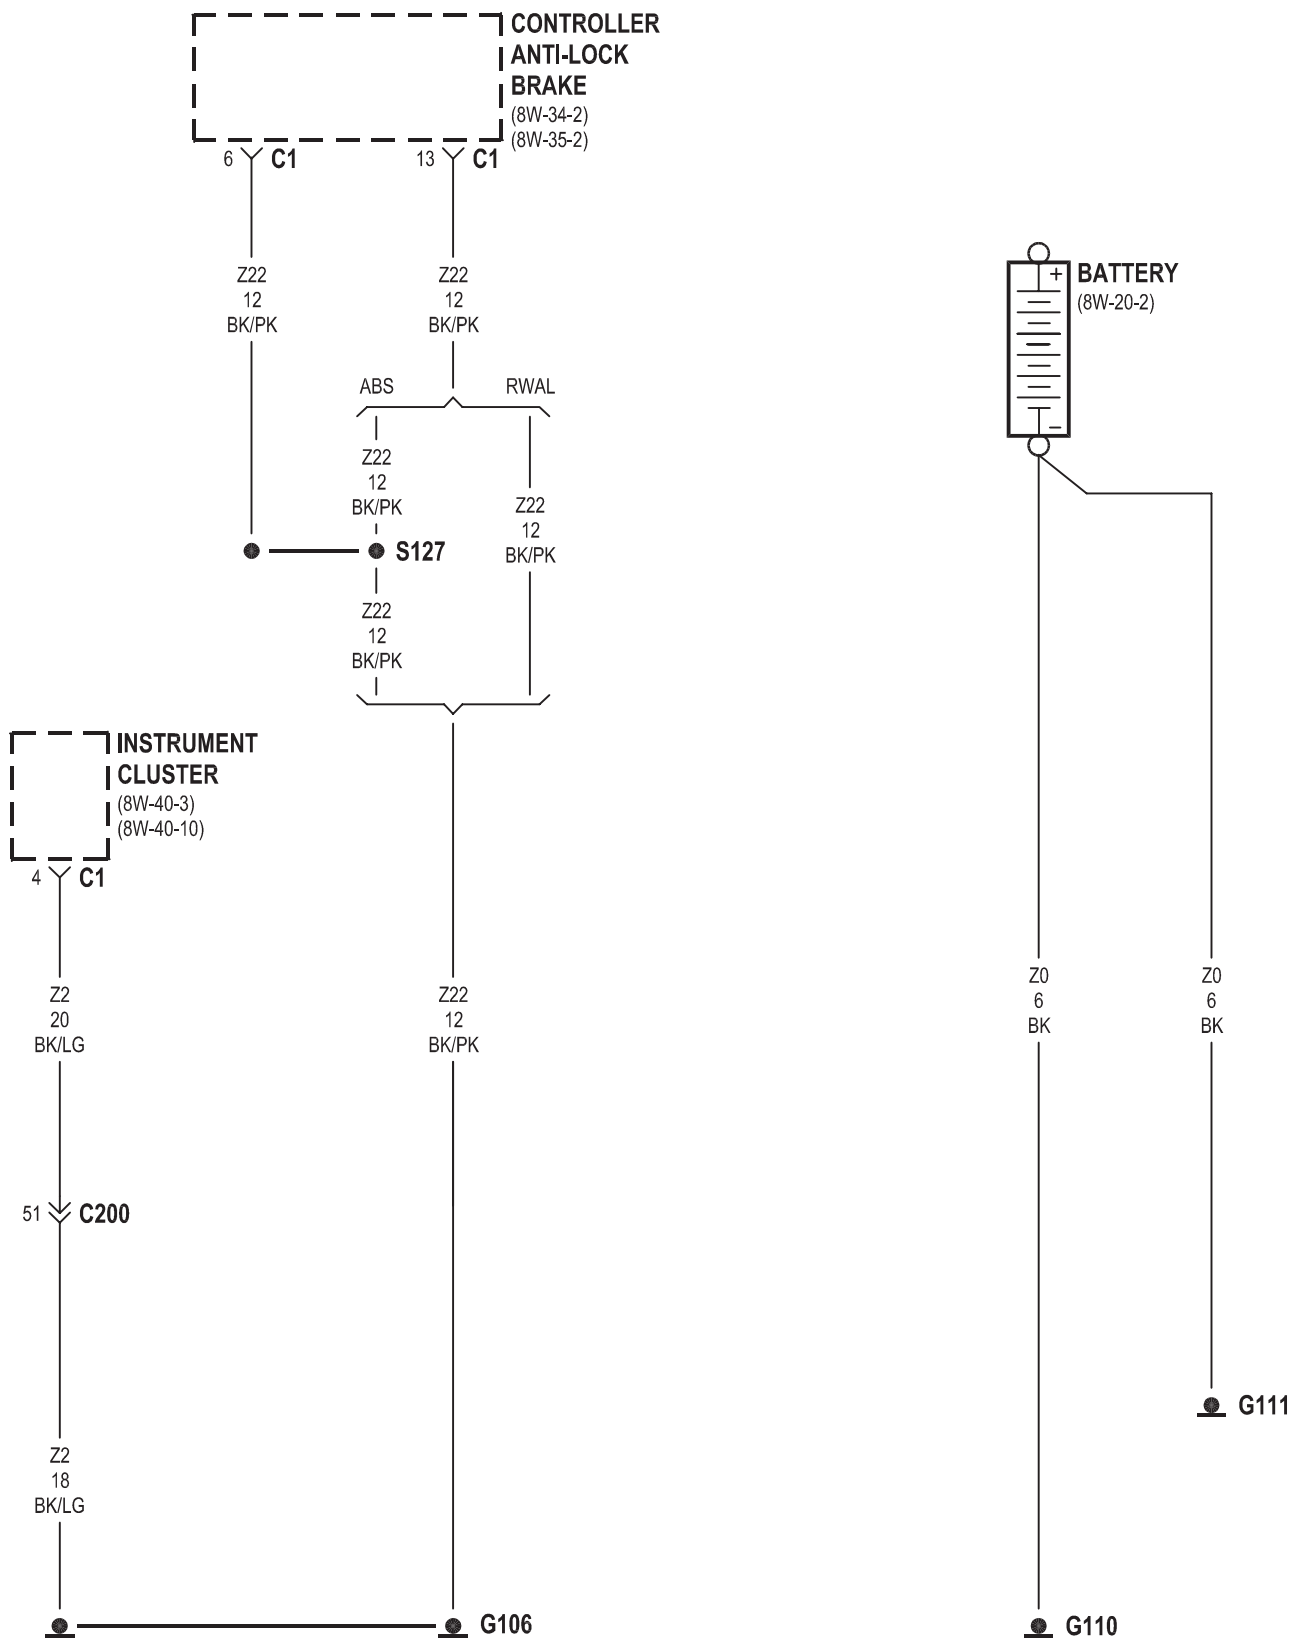 CONTROLLER
ANTI-LOCK
BRAKE
(8W-34-2)
(8W-35-2)
6 C1
13 C1
Z22
12
BK/PK
Z22
12
BK/PK
BATTERY
(8W-20-2)
+
−
ABS
RWAL
Z22
12
BK/PK
Z22
12
BK/PK
S127
Z22
12
BK/PK
INSTRUMENT
CLUSTER
(8W-40-3)
(8W-40-10)
4 C1
Z2
20
BK/LG
Z22
12
BK/PK
Z0
6
BK
Z0
6
BK
51 C200
G111
Z2
18
BK/LG
G106
G110